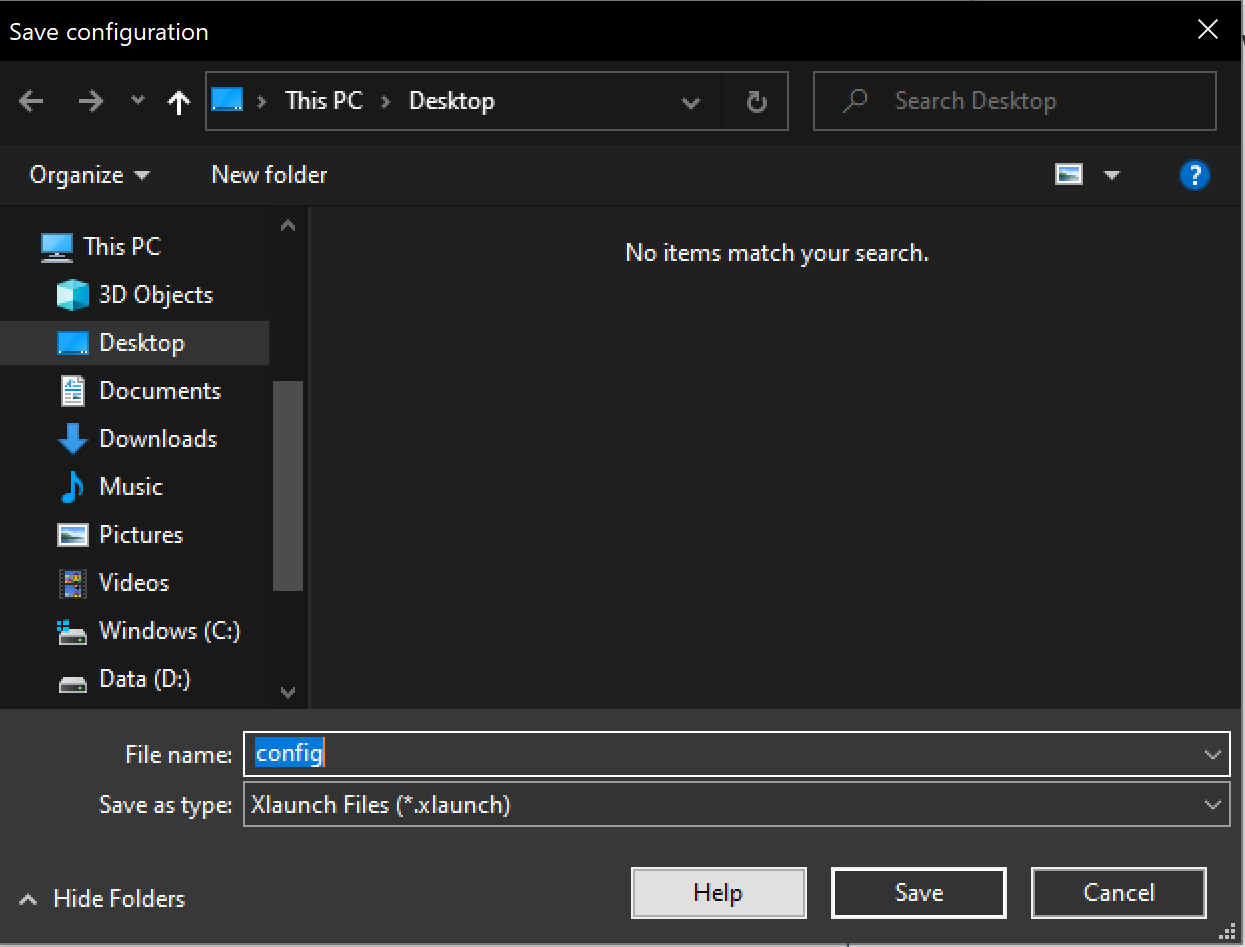 Save configuration
This PC > Desktop
Search Desktop
Organize
New folder
?
This PC
3D Objects
Desktop
Documents
Downloads
Music
Pictures
Videos
Windows (C:)
Data (D:)
No items match your search.
File name: config
Save as type: Xlaunch Files (*.xlaunch)
Hide Folders
Help
Save
Cancel